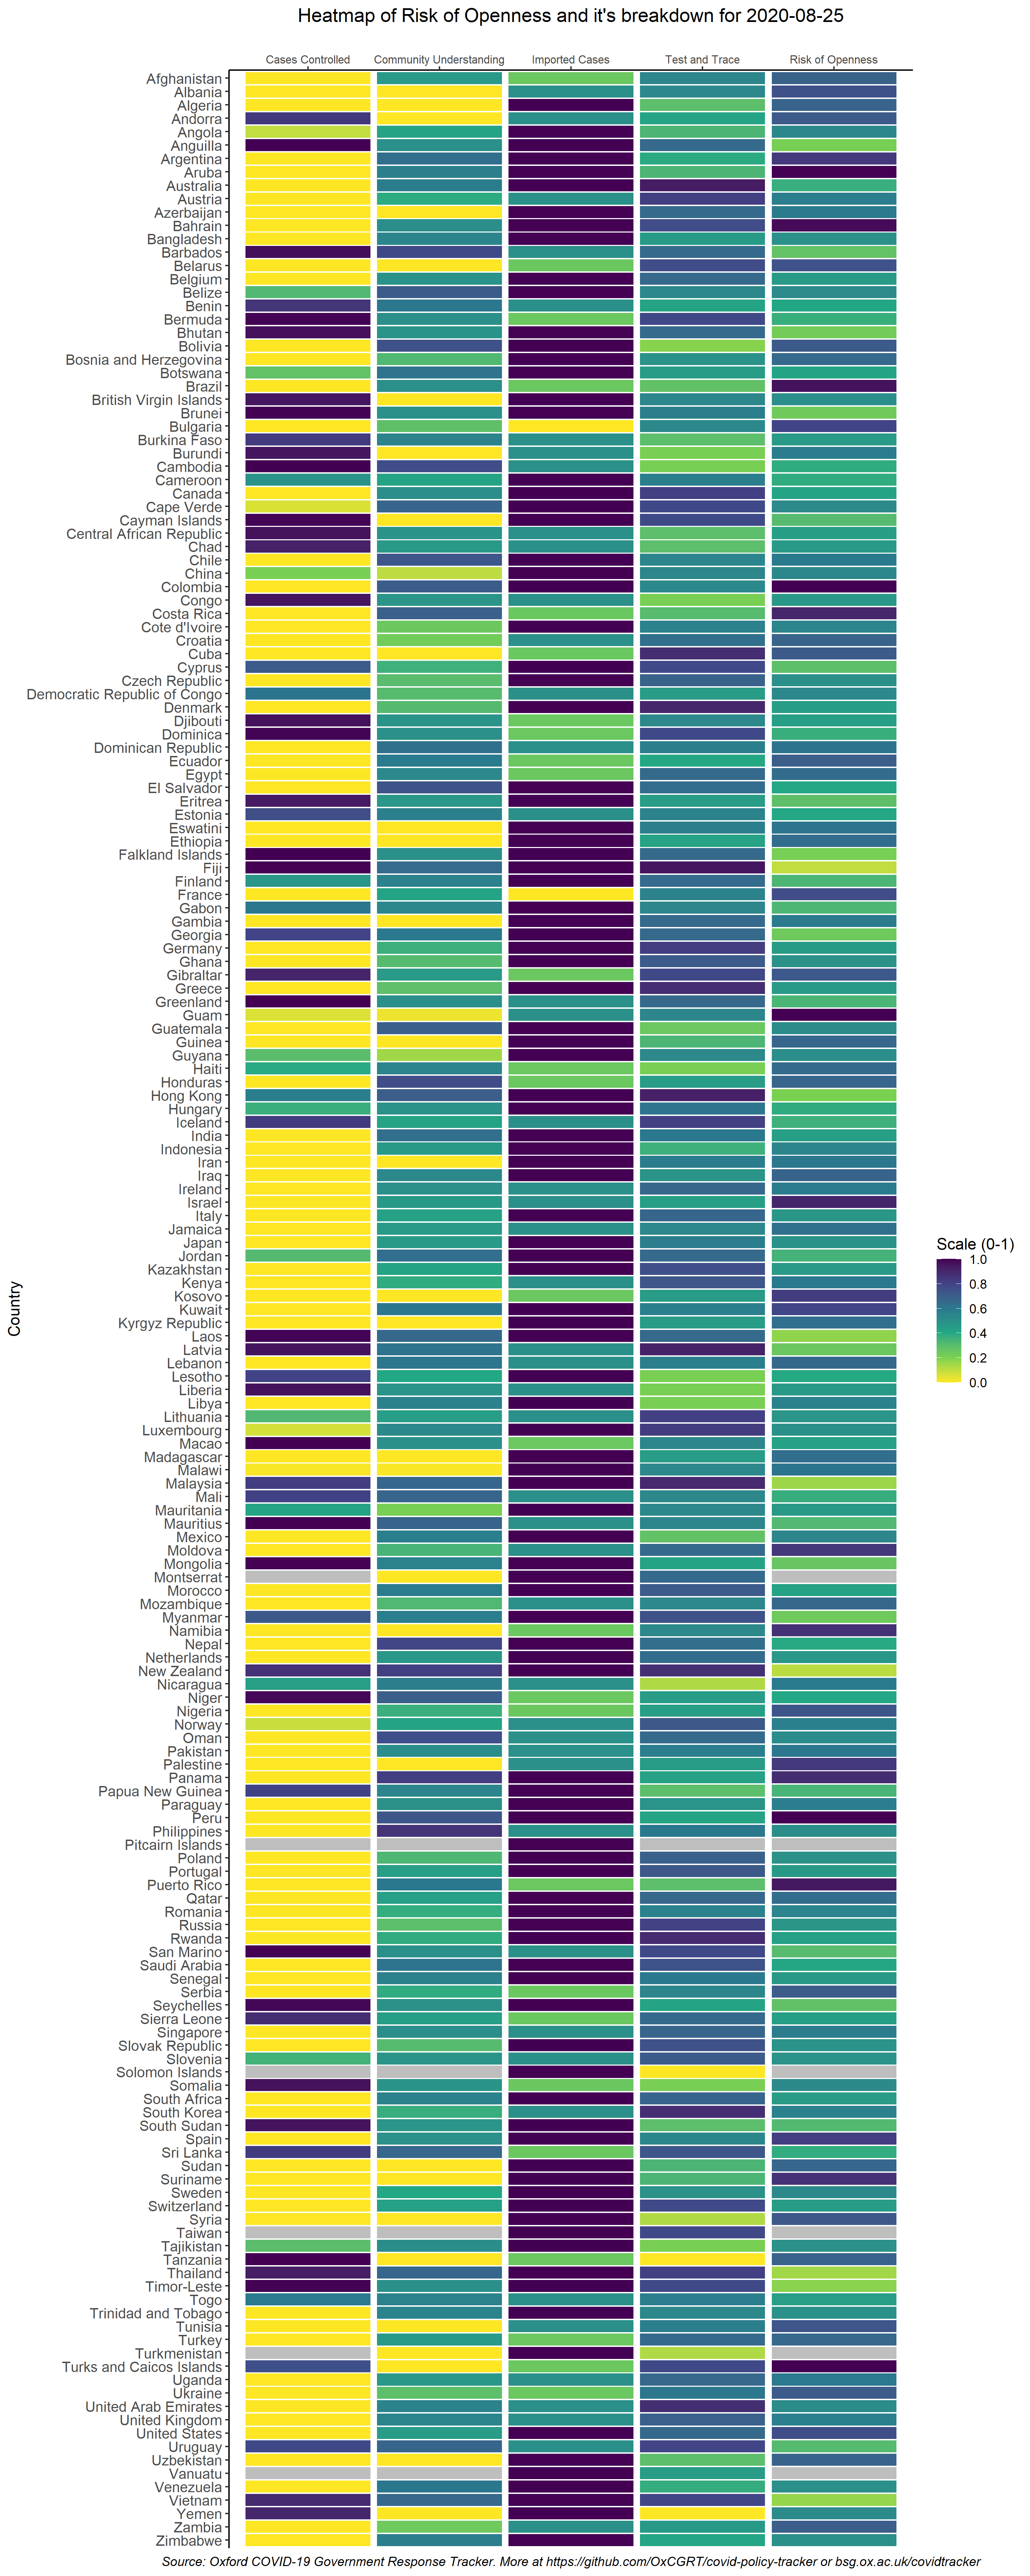 Heatmap of Risk of Openness and it's breakdown for 2020-08-25
Cases Controlled Community Understanding Imported Cases Test and Trace Risk of Openness
Afghanistan
Albania
Algeria
Andorra
Angola
Anguilla
Argentina
Aruba
Australia
Austria
Azerbaijan
Bahrain
Bangladesh
Barbados
Belarus
Belgium
Belize
Benin
Bermuda
Bhutan
Bolivia
Bosnia and Herzegovina
Botswana
Brazil
British Virgin Islands
Brunei
Bulgaria
Burkina Faso
Burundi
Cambodia
Cameroon
Canada
Cape Verde
Cayman Islands
Central African Republic
Chad
Chile
China
Colombia
Congo
Costa Rica
Cote d'Ivoire
Croatia
Cuba
Cyprus
Czech Republic
Democratic Republic of Congo
Denmark
Djibouti
Dominica
Dominican Republic
Ecuador
Egypt
El Salvador
Eritrea
Estonia
Eswatini
Ethiopia
Falkland Islands
Fiji
Finland
France
Gabon
Gambia
Georgia
Germany
Ghana
Gibraltar
Greece
Greenland
Guam
Guatemala
Guinea
Guyana
Haiti
Honduras
Hong Kong
Hungary
Iceland
India
Indonesia
Iran
Iraq
Ireland
Israel
Italy
Jamaica
Japan
Jordan
Kazakhstan
Kenya
Kosovo
Kuwait
Kyrgyz Republic
Laos
Latvia
Lebanon
Lesotho
Liberia
Libya
Lithuania
Luxembourg
Macao
Madagascar
Malawi
Malaysia
Mali
Mauritania
Mauritius
Mexico
Moldova
Mongolia
Montserrat
Morocco
Mozambique
Myanmar
Namibia
Nepal
Netherlands
New Zealand
Nicaragua
Niger
Nigeria
Norway
Oman
Pakistan
Palestine
Panama
Papua New Guinea
Paraguay
Peru
Philippines
Pitcairn Islands
Poland
Portugal
Puerto Rico
Qatar
Romania
Russia
Rwanda
San Marino
Saudi Arabia
Senegal
Serbia
Seychelles
Sierra Leone
Singapore
Slovak Republic
Slovenia
Solomon Islands
Somalia
South Africa
South Korea
South Sudan
Spain
Sri Lanka
Sudan
Suriname
Sweden
Switzerland
Syria
Taiwan
Tajikistan
Tanzania
Thailand
Timor-Leste
Togo
Trinidad and Tobago
Tunisia
Turkey
Turkmenistan
Turks and Caicos Islands
Uganda
Ukraine
United Arab Emirates
United Kingdom
United States
Uruguay
Uzbekistan
Vanuatu
Venezuela
Vietnam
Yemen
Zambia
Zimbabwe
Country
Scale (0-1)
1.0
0.8
0.6
0.4
0.2
0.0
Source: Oxford COVID-19 Government Response Tracker. More at https://github.com/OxCGRT/covid-policy-tracker or bsg.ox.ac.uk/covidtracker